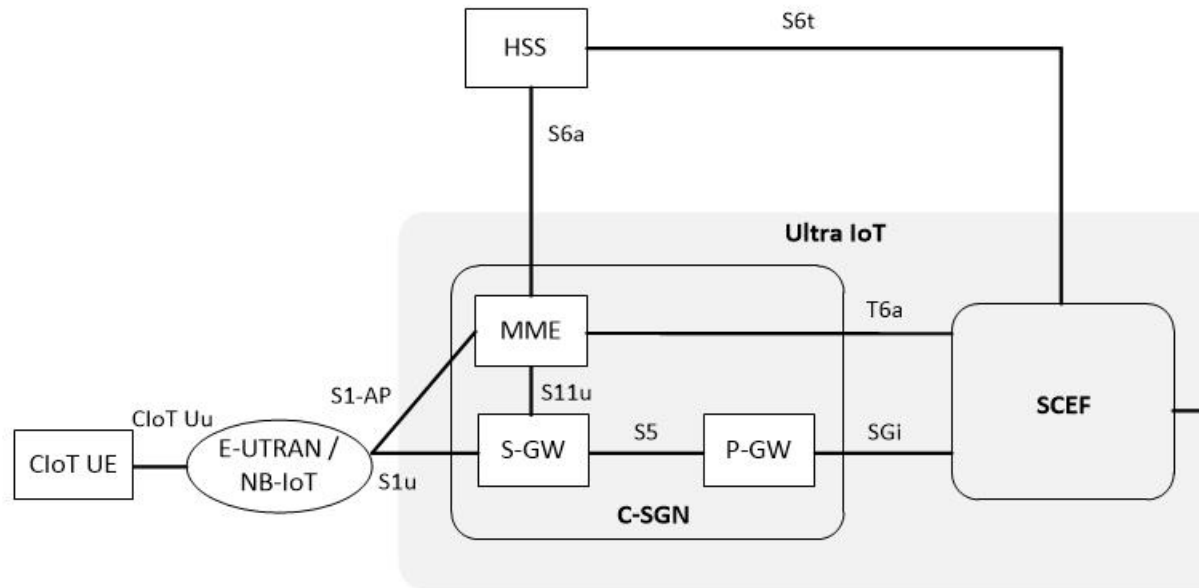 S6t
HSS
S6a
Ultra IoT
MME
T6a
S1-AP
S11u
SCEF
CIoT Uu
E-UTRAN /
NB-IoT
CIoT UE
S-GW
S5
P-GW
SGi
S1u
C-SGN